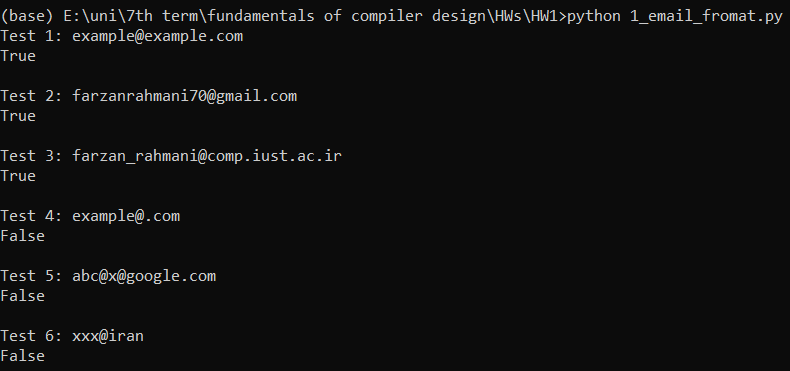 (base) E:\uni\7th term\fundamentals of compiler design\HWs\HW1>python 1_email_fromat.py
Test 1: example@example.com
True
Test 2: farzanrahmani70@gmail.com
True
Test 3: farzan_rahmani@comp.iust.ac.ir
True
Test 4: example@.com
False
Test 5: abc@x@google.com
False
Test 6: xxx@iran
False